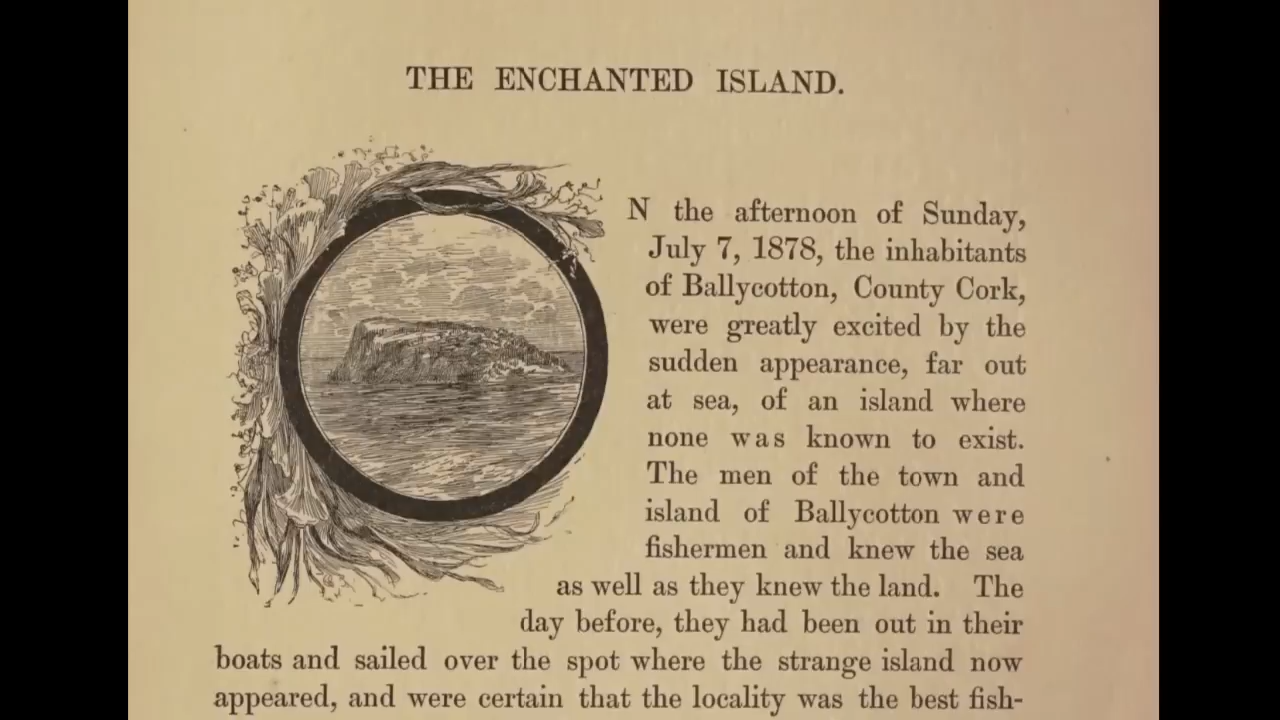 THE ENCHANTED ISLAND.
ON the afternoon of Sunday,
July 7, 1878, the inhabitants
of Ballycotton, County Cork,
were greatly excited by the
sudden appearance, far out
at sea, of an island where
none was known to exist.
The men of the town and
island of Ballycotton were
fishermen and knew the sea
as well as they knew the land. The
day before, they had been out in their
boats and sailed over the spot where the strange island now
appeared, and were certain that the locality was the best fish-